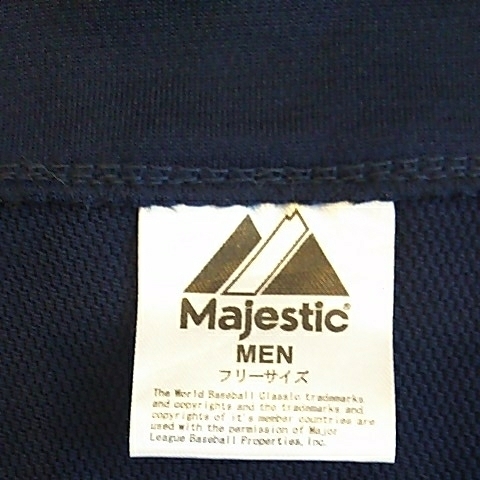 Majestic®
MEN
フリーサイズ
The World Baseball Classic trademarks
and copyrights and the trademarks and
copyrights of it's member countries are
used with the permission of Major
League Baseball Properties, Inc.